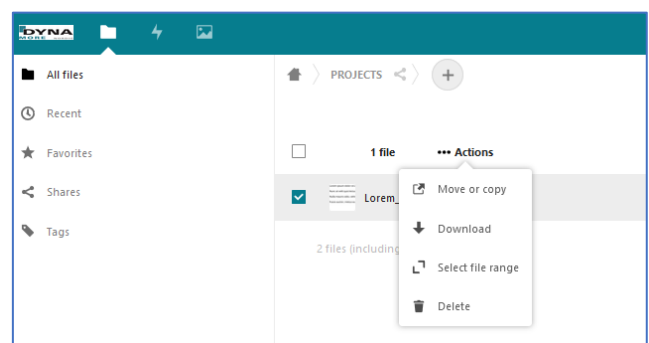 DYNA
MORE
All files
Recent
Favorites
Shares
Tags
PROJECTS
1 file
Actions
Lorem_
2 files (including
Move or copy
Download
Select file range
Delete